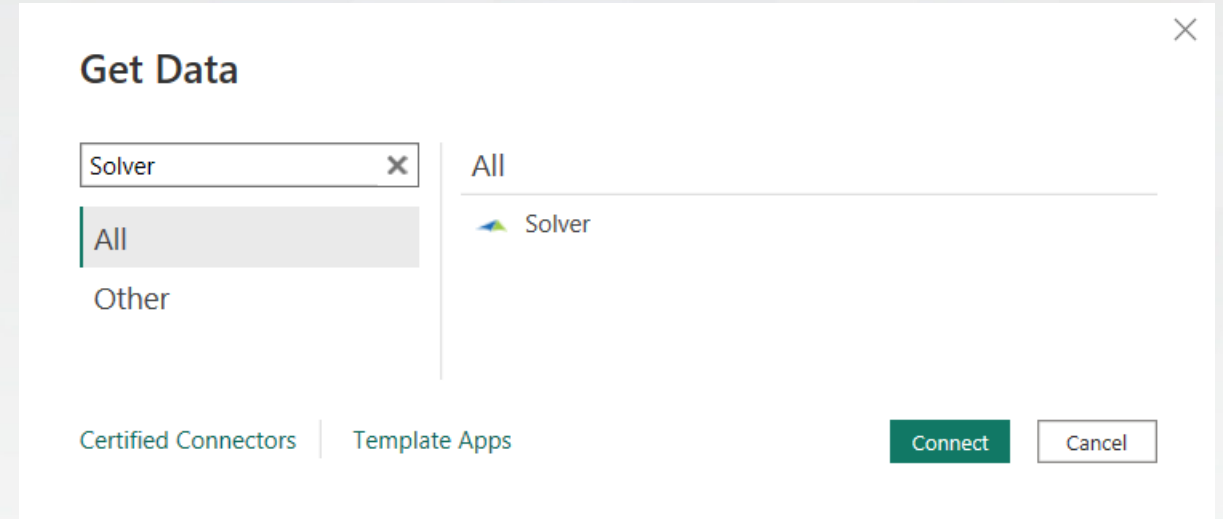 Get Data
Solver
All
Other
All
Solver
Certified Connectors
Template Apps
Connect
Cancel